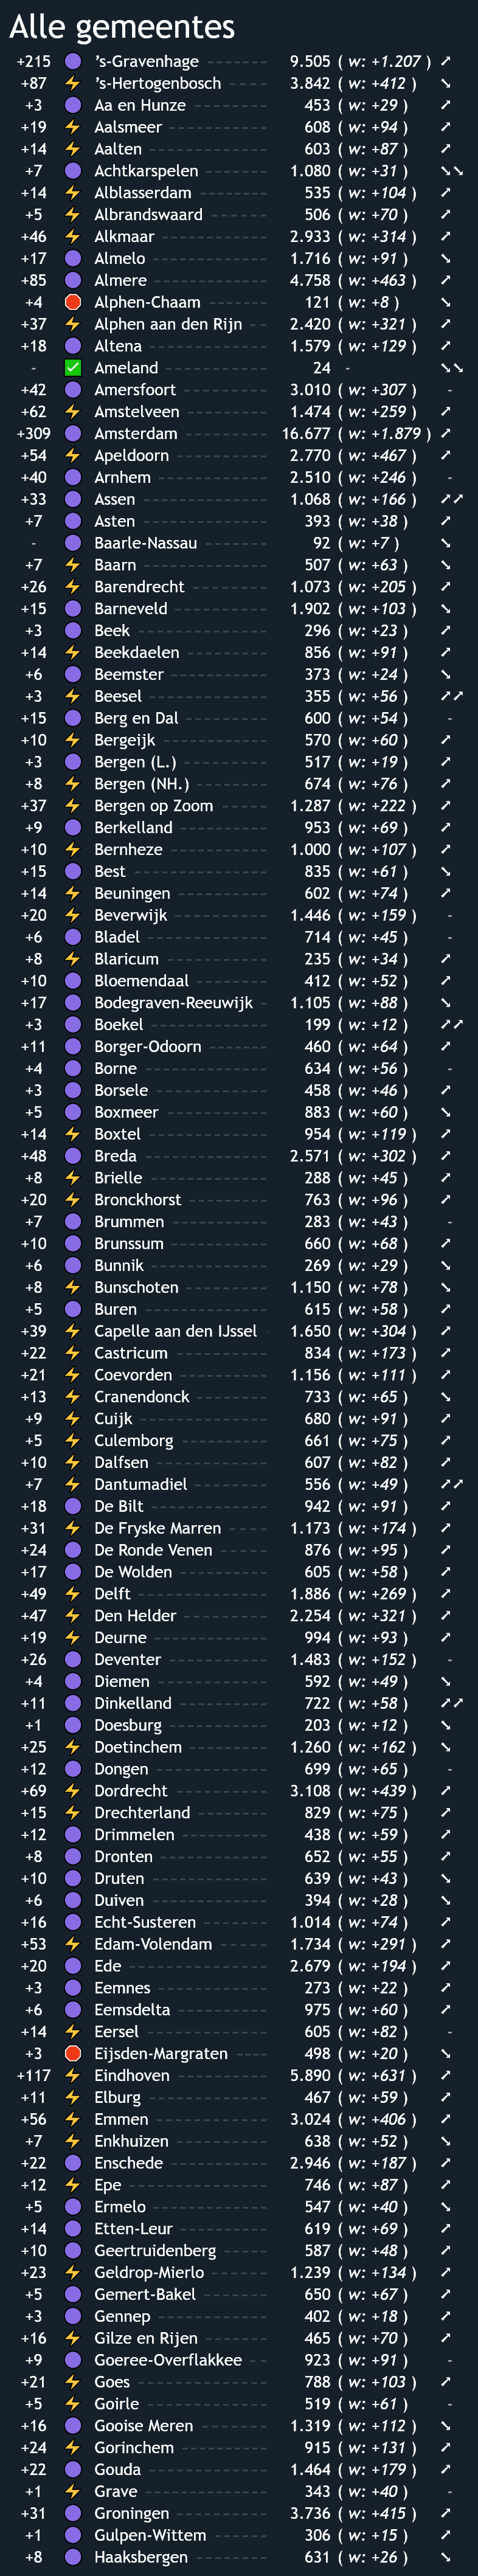 Alle gemeentes
+215 ’s-Gravenhage 9.505 ( w: +1.207 )
+87 ’s-Hertogenbosch 3.842 ( w: +412 )
+3 Aa en Hunze 453 ( w: +29 )
+19 Aalsmeer 608 ( w: +94 )
+14 Aalten 603 ( w: +87 )
+7 Achtkarspelen 1.080 ( w: +31 )
+14 Alblasserdam 535 ( w: +104 )
+5 Albrandswaard 506 ( w: +70 )
+46 Alkmaar 2.933 ( w: +314 )
+17 Almelo 1.716 ( w: +91 )
+85 Almere 4.758 ( w: +463 )
+4 Alphen-Chaam 121 ( w: +8 )
+37 Alphen aan den Rijn 2.420 ( w: +321 )
+18 Altena 1.579 ( w: +129 )
- Ameland 24 -
+42 Amersfoort 3.010 ( w: +307 ) -
+62 Amstelveen 1.474 ( w: +259 )
+309 Amsterdam 16.677 ( w: +1.879 )
+54 Apeldoorn 2.770 ( w: +467 )
+40 Arnhem 2.510 ( w: +246 ) -
+33 Assen 1.068 ( w: +166 )
+7 Asten 393 ( w: +38 )
- Baarle-Nassau 92 ( w: +7 )
+7 Baarn 507 ( w: +63 )
+26 Barendrecht 1.073 ( w: +205 )
+15 Barneveld 1.902 ( w: +103 )
+3 Beek 296 ( w: +23 )
+14 Beekdaelen 856 ( w: +91 )
+6 Beemster 373 ( w: +24 )
+3 Beesel 355 ( w: +56 )
+15 Berg en Dal 600 ( w: +54 ) -
+10 Bergeijk 570 ( w: +60 )
+3 Bergen (L.) 517 ( w: +19 )
+8 Bergen (NH.) 674 ( w: +76 )
+37 Bergen op Zoom 1.287 ( w: +222 )
+9 Berkelland 953 ( w: +69 )
+10 Bernheze 1.000 ( w: +107 )
+15 Best 835 ( w: +61 )
+14 Beuningen 602 ( w: +74 )
+20 Beverwijk 1.446 ( w: +159 ) -
+6 Bladel 714 ( w: +45 ) -
+8 Blaricum 235 ( w: +34 )
+10 Bloemendaal 412 ( w: +52 )
+17 Bodegraven-Reeuwijk 1.105 ( w: +88 )
+3 Boekel 199 ( w: +12 )
+11 Borger-Odoorn 460 ( w: +64 )
+4 Borne 634 ( w: +56 ) -
+3 Borsele 458 ( w: +46 )
+5 Boxmeer 883 ( w: +60 )
+14 Boxtel 954 ( w: +119 )
+48 Breda 2.571 ( w: +302 )
+8 Brielle 288 ( w: +45 )
+20 Bronckhorst 763 ( w: +96 )
+7 Brummen 283 ( w: +43 ) -
+10 Brunssum 660 ( w: +68 )
+6 Bunnik 269 ( w: +29 )
+8 Bunschoten 1.150 ( w: +78 )
+5 Buren 615 ( w: +58 )
+39 Capelle aan den IJssel 1.650 ( w: +304 )
+22 Castricum 834 ( w: +173 )
+21 Coevorden 1.156 ( w: +111 )
+13 Cranendonck 733 ( w: +65 )
+9 Cuijk 680 ( w: +91 )
+5 Culemborg 661 ( w: +75 )
+10 Dalfsen 607 ( w: +82 )
+7 Dantumadiel 556 ( w: +49 )
+18 De Bilt 942 ( w: +91 )
+31 De Fryske Marren 1.173 ( w: +174 )
+24 De Ronde Venen 876 ( w: +95 )
+17 De Wolden 605 ( w: +58 )
+49 Delft 1.886 ( w: +269 )
+47 Den Helder 2.254 ( w: +321 )
+19 Deurne 994 ( w: +93 )
+26 Deventer 1.483 ( w: +152 ) -
+4 Diemen 592 ( w: +49 )
+11 Dinkelland 722 ( w: +58 )
+1 Doesburg 203 ( w: +12 )
+25 Doetinchem 1.260 ( w: +162 )
+12 Dongen 699 ( w: +65 ) -
+69 Dordrecht 3.108 ( w: +439 )
+15 Drechterland 829 ( w: +75 )
+12 Drimmelen 438 ( w: +59 )
+8 Dronten 652 ( w: +55 )
+10 Druten 639 ( w: +43 )
+6 Duiven 394 ( w: +28 )
+16 Echt-Susteren 1.014 ( w: +74 )
+53 Edam-Volendam 1.734 ( w: +291 )
+20 Ede 2.679 ( w: +194 )
+3 Eemnes 273 ( w: +22 )
+6 Eemsdelta 975 ( w: +60 )
+14 Eersel 605 ( w: +82 ) -
+3 Eijsden-Margraten 498 ( w: +20 )
+117 Eindhoven 5.890 ( w: +631 )
+11 Elburg 467 ( w: +59 )
+56 Emmen 3.024 ( w: +406 )
+7 Enkhuizen 638 ( w: +52 )
+22 Enschede 2.946 ( w: +187 )
+12 Epe 746 ( w: +87 )
+5 Ermelo 547 ( w: +40 )
+14 Etten-Leur 619 ( w: +69 )
+10 Geertruidenberg 587 ( w: +48 )
+23 Geldrop-Mierlo 1.239 ( w: +134 )
+5 Gemert-Bakel 650 ( w: +67 )
+3 Gennep 402 ( w: +18 )
+16 Gilze en Rijen 465 ( w: +70 )
+9 Goeree-Overflakkee 923 ( w: +91 ) -
+21 Goes 788 ( w: +103 )
+5 Goirle 519 ( w: +61 ) -
+16 Gooise Meren 1.319 ( w: +112 )
+24 Gorinchem 915 ( w: +131 )
+22 Gouda 1.464 ( w: +179 )
+1 Grave 343 ( w: +40 ) -
+31 Groningen 3.736 ( w: +415 )
+1 Gulpen-Wittem 306 ( w: +15 )
+8 Haaksbergen 631 ( w: +26 )